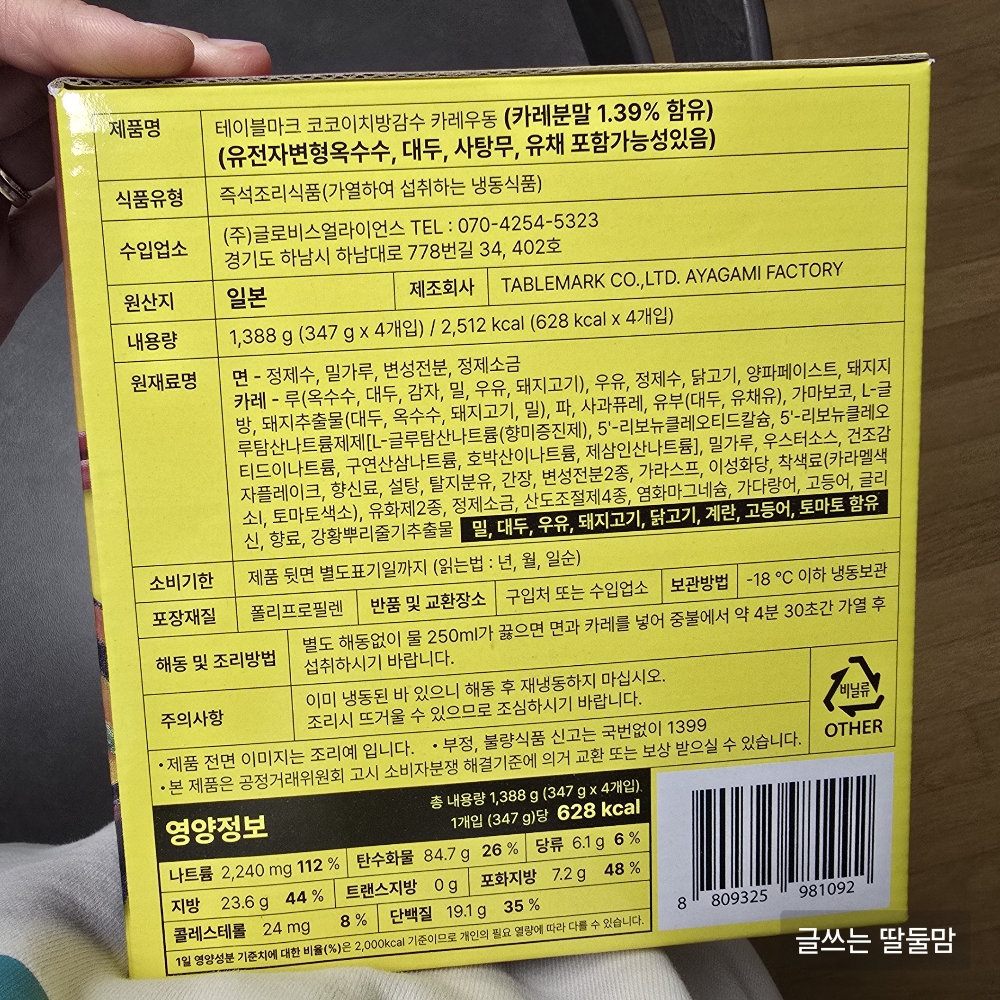 제품명 테이블마크 코코이치방감수 카레우동 (카레분말 1.39% 함유)
(유전자변형옥수수, 대두, 사탕무, 유채 포함가능성있음)
식품유형 즉석조리식품(가열하여 섭취하는 냉동식품)
수입업소 (주)글로비스얼라이언스 TEL : 070-4254-5323
경기도 하남시 하남대로 778번길 34, 402호
원산지 일본 제조회사 TABLEMARK CO.,LTD. AYAGAMI FACTORY
내용량 1,388 g (347 g x 4개입) / 2,512 kcal (628 kcal x 4개입)
원재료명 면 - 정제수, 밀가루, 변성전분, 정제소금
카레 - 루(옥수수, 대두, 감자, 밀, 우유, 돼지고기), 우유, 정제수, 닭고기, 양파페이스트, 돼지지
방, 돼지추출물(대두, 옥수수, 돼지고기, 밀), 파, 사과퓨레, 유부(대두, 유채유), 가마보코, L-글
루탐산나트륨제제[L-글루탐산나트륨(향미증진제), 5'-리보뉴클레오티드칼슘, 5'-리보뉴클레오
티드이나트륨, 구연산삼나트륨, 호박산이나트륨, 제삼인산나트륨], 밀가루, 우스터소스, 건조감
자플레이크, 향신료, 설탕, 탈지분유, 간장, 변성전분2종, 가라스프, 이성화당, 착색료(카라멜색
소I, 토마토색소), 유화제2종, 정제소금, 산도조절제4종, 염화마그네슘, 가다랑어, 고등어, 글리
신, 향료, 강황뿌리줄기추출물 밀, 대두, 우유, 돼지고기, 닭고기, 계란, 고등어, 토마토 함유
소비기한 제품 뒷면 별도표기일까지 (읽는법 : 년, 월, 일순)
포장재질 폴리프로필렌 반품 및 교환장소 구입처 또는 수입업소 보관방법 -18 ℃ 이하 냉동보관
해동 및 조리방법 별도 해동없이 물 250ml가 끓으면 면과 카레를 넣어 중불에서 약 4분 30초간 가열 후
섭취하시기 바랍니다.
주의사항 이미 냉동된 바 있으니 해동 후 재냉동하지 마십시오.
조리시 뜨거울 수 있으므로 조심하시기 바랍니다.
비닐류
OTHER
•제품 전면 이미지는 조리예 입니다. •부정, 불량식품 신고는 국번없이 1399
•본 제품은 공정거래위원회 고시 소비자분쟁 해결기준에 의거 교환 또는 보상 받으실 수 있습니다.
영양정보 총 내용량 1,388 g (347 g x 4개입).
1개입 (347 g)당 628 kcal
나트륨 2,240 mg 112 % 탄수화물 84.7 g 26 % 당류 6.1 g 6 %
지방 23.6 g 44 % 트랜스지방 0 g 포화지방 7.2 g 48 %
콜레스테롤 24 mg 8 % 단백질 19.1 g 35 %
1일 영양성분 기준치에 대한 비율(%)은 2,000kcal 기준이므로 개인의 필요 열량에 따라 다를 수 있습니다.
8 809325 981092
글쓰는 딸둘맘